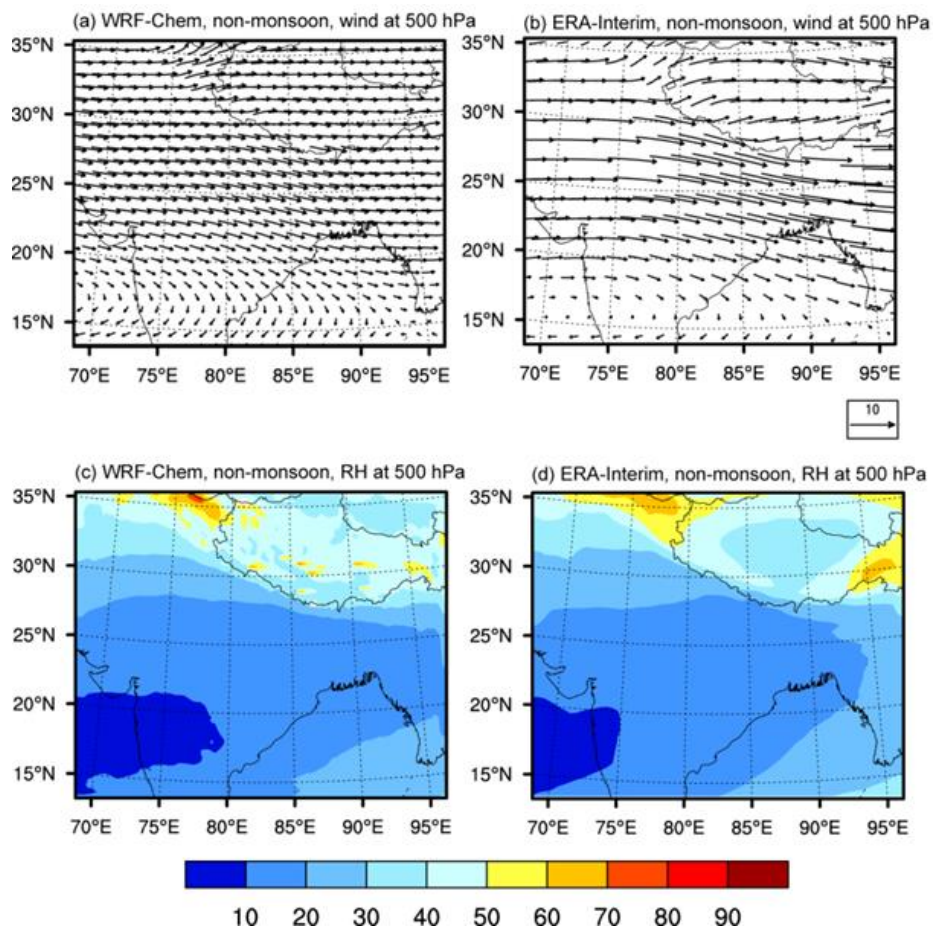 (a) WRF-Chem, non-monsoon, wind at 500 hPa
(b) ERA-Interim, non-monsoon, wind at 500 hPa
35°N
30°N
25°N
20°N
15°N
70°E 75°E 80°E 85°E 90°E 95°E
35°N
30°N
25°N
20°N
15°N
70°E 75°E 80°E 85°E 90°E 95°E
10
(c) WRF-Chem, non-monsoon, RH at 500 hPa
(d) ERA-Interim, non-monsoon, RH at 500 hPa
35°N
30°N
25°N
20°N
15°N
70°E 75°E 80°E 85°E 90°E 95°E
35°N
30°N
25°N
20°N
15°N
70°E 75°E 80°E 85°E 90°E 95°E
10 20 30 40 50 60 70 80 90